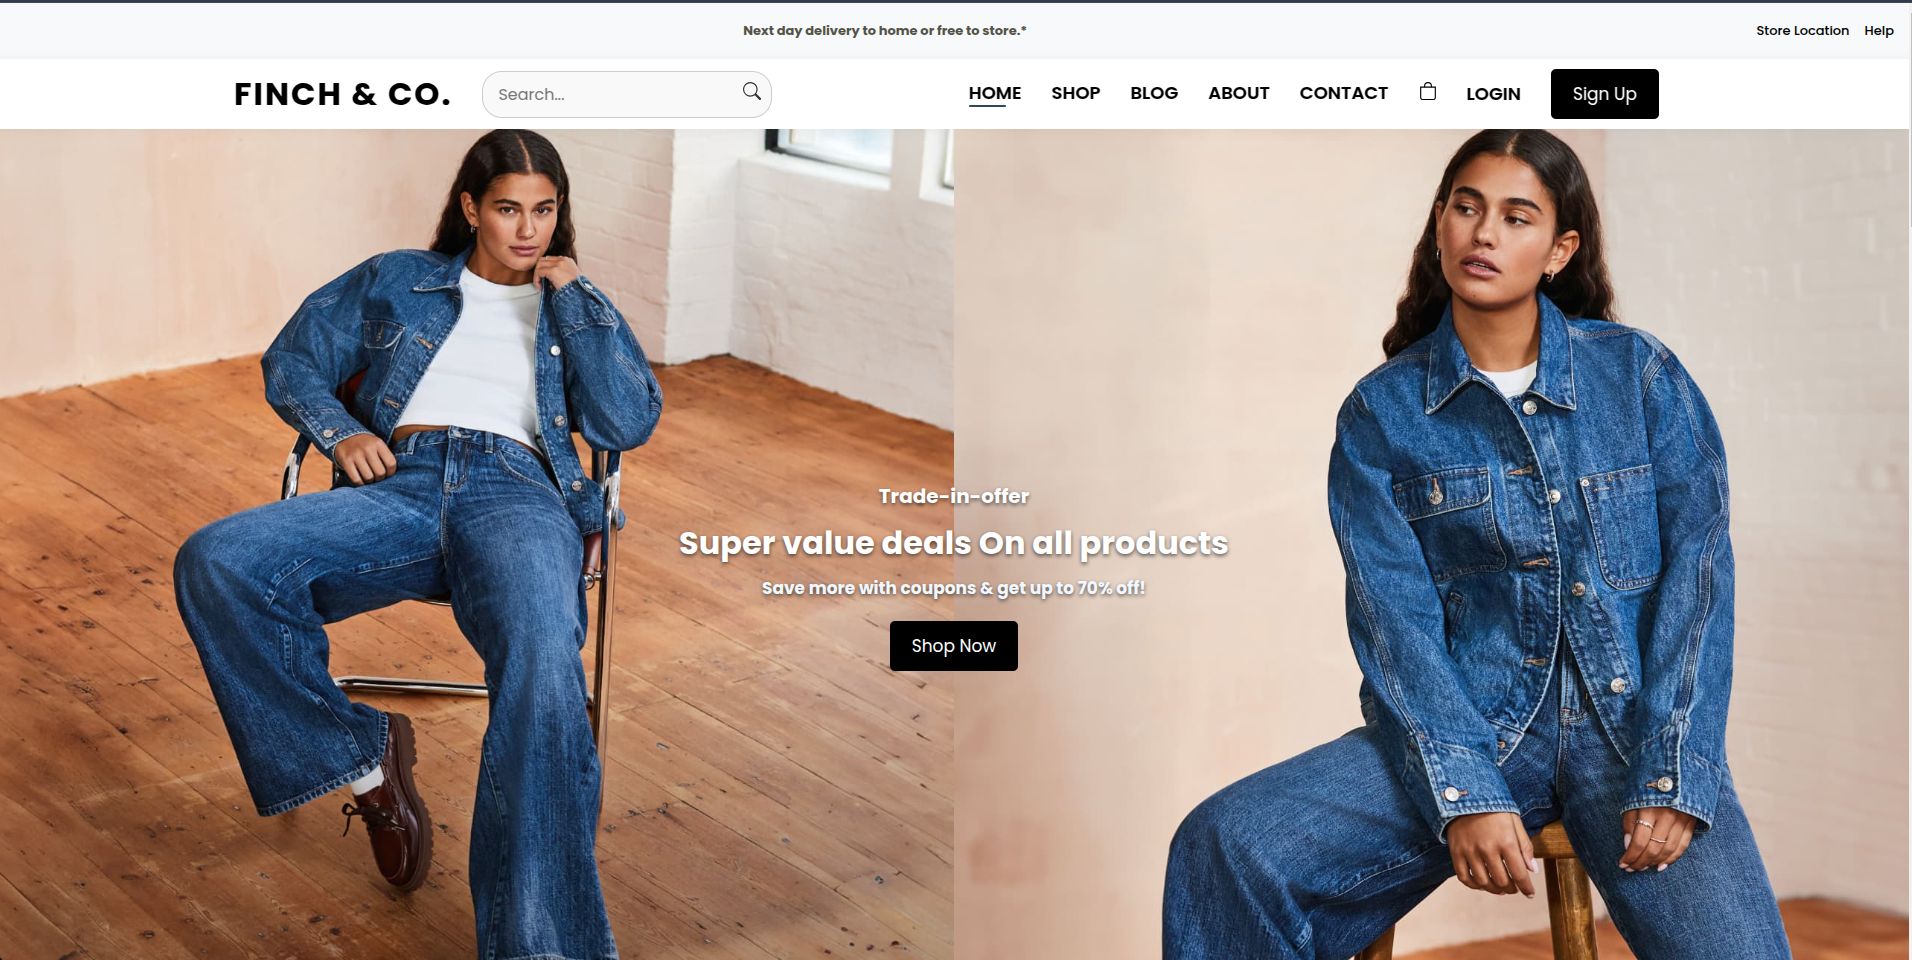 Next day delivery to home or free to store.*
Store Location Help
FINCH & CO.
Search...
HOME SHOP BLOG ABOUT CONTACT LOGIN Sign Up
Trade-in-offer
Super value deals On all products
Save more with coupons & get up to 70% off!
Shop Now